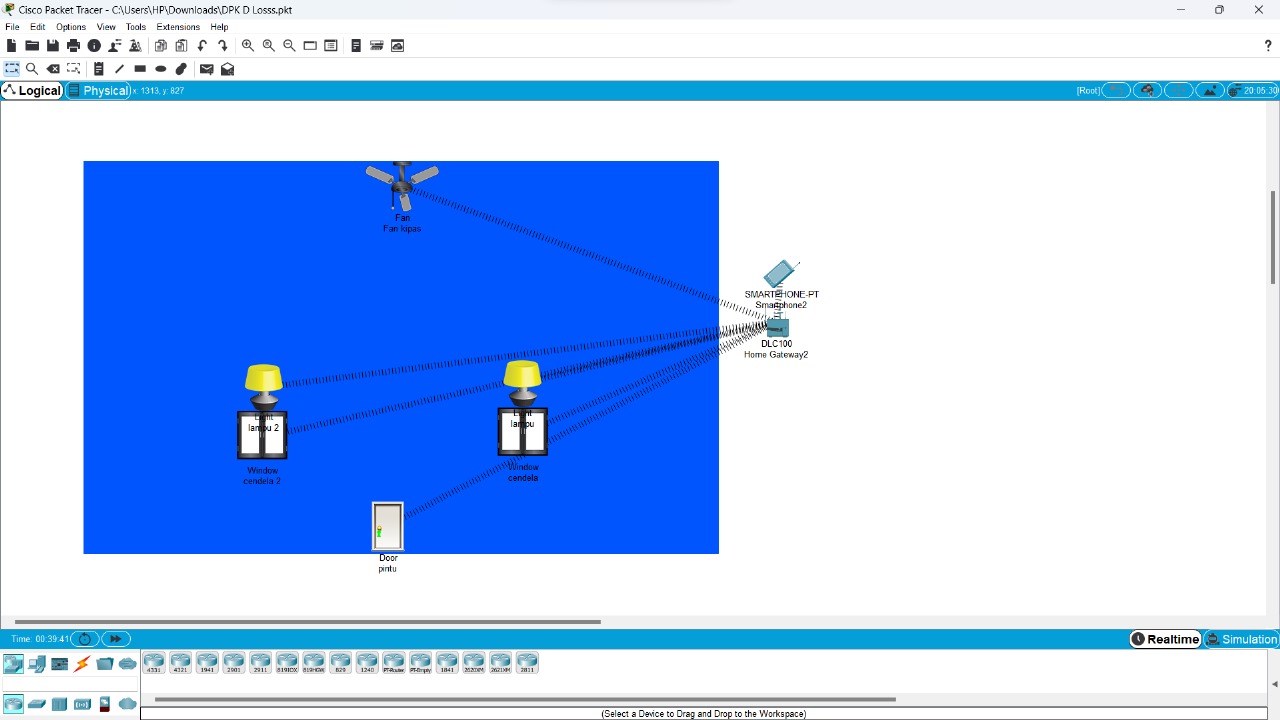 Cisco Packet Tracer - C:\Users\HP\Downloads\DPK D Losss.pkt
File Edit Options View Tools Extensions Help
?
Logical Physical x: 1313, y: 827 [Root] 20:05:30
Fan
Fan kipas
SMARTPHONE-PT
Smartphone2
DLC100
Home Gateway2
Light
lampu 2
Light
lampu
Window
cendela 2
Window
cendela
Door
pintu
Time: 00:39:41 Realtime Simulation
4331 4321 1941 2901 2911 819IOX 819HGW 829 1240 PT-Router PT-Empty 1841 2620XM 2621XM 2811
(Select a Device to Drag and Drop to the Workspace)